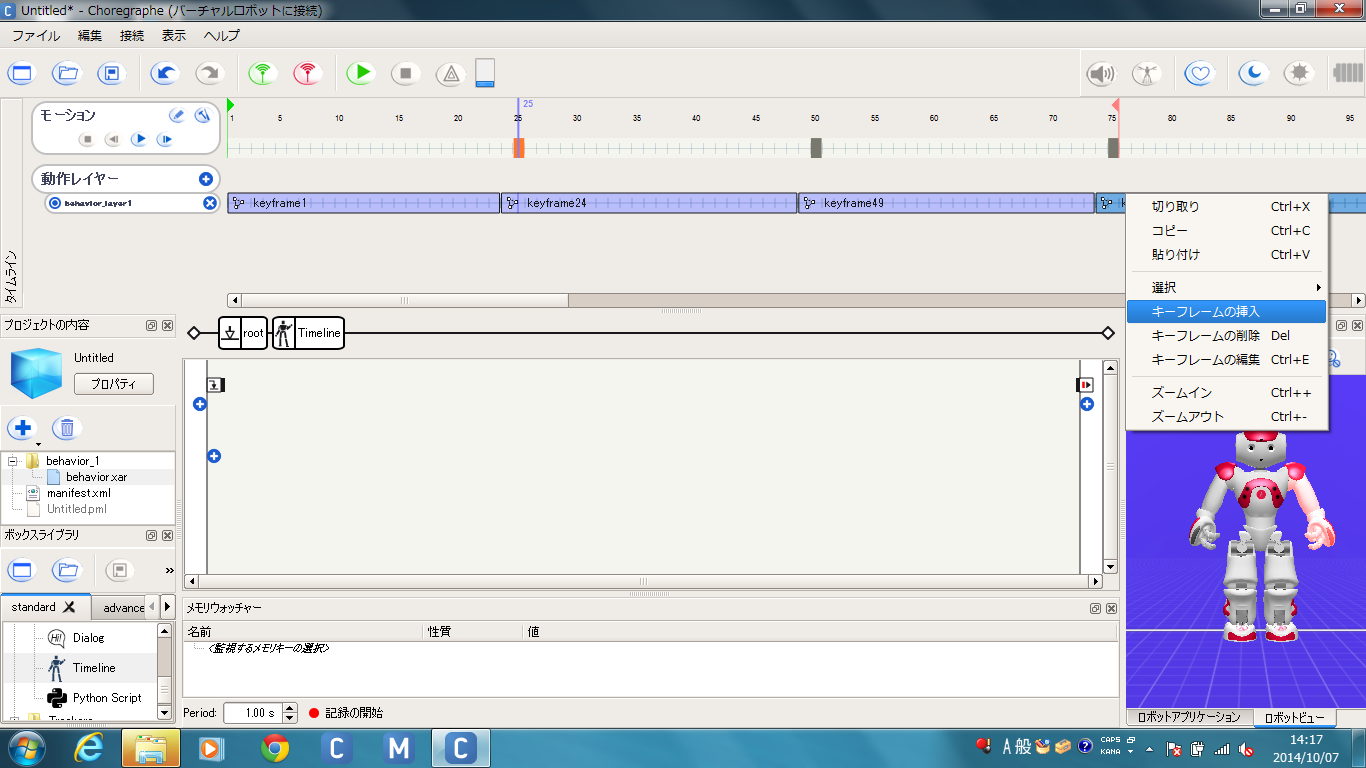 Untitled* - Choregraphe (バーチャルロボットに接続)
ファイル 編集 接続 表示 ヘルプ
モーション
25
1 5 10 15 20 25 30 35 40 45 50 55 60 65 70 75 80 85 90 95
動作レイヤー
behavior_layer1
keyframe1 keyframe24 keyframe49
タイムライン
切り取り Ctrl+X
コピー Ctrl+C
貼り付け Ctrl+V
選択
キーフレームの挿入
キーフレームの削除 Del
キーフレームの編集 Ctrl+E
ズームイン Ctrl++
ズームアウト Ctrl+-
プロジェクトの内容
Untitled
プロパティ
behavior_1
behavior.xar
manifest.xml
Untitled.pml
root Timeline
ボックスライブラリ
standard advance
Dialog
Timeline
Python Script
Trackers
メモリウォッチャー
名前 性質 値
<監視するメモリキーの選択>
Period: 1.00 s 記録の開始
ロボットアプリケーション ロボットビュー
A 般 CAPS KANA
14:17
2014/10/07